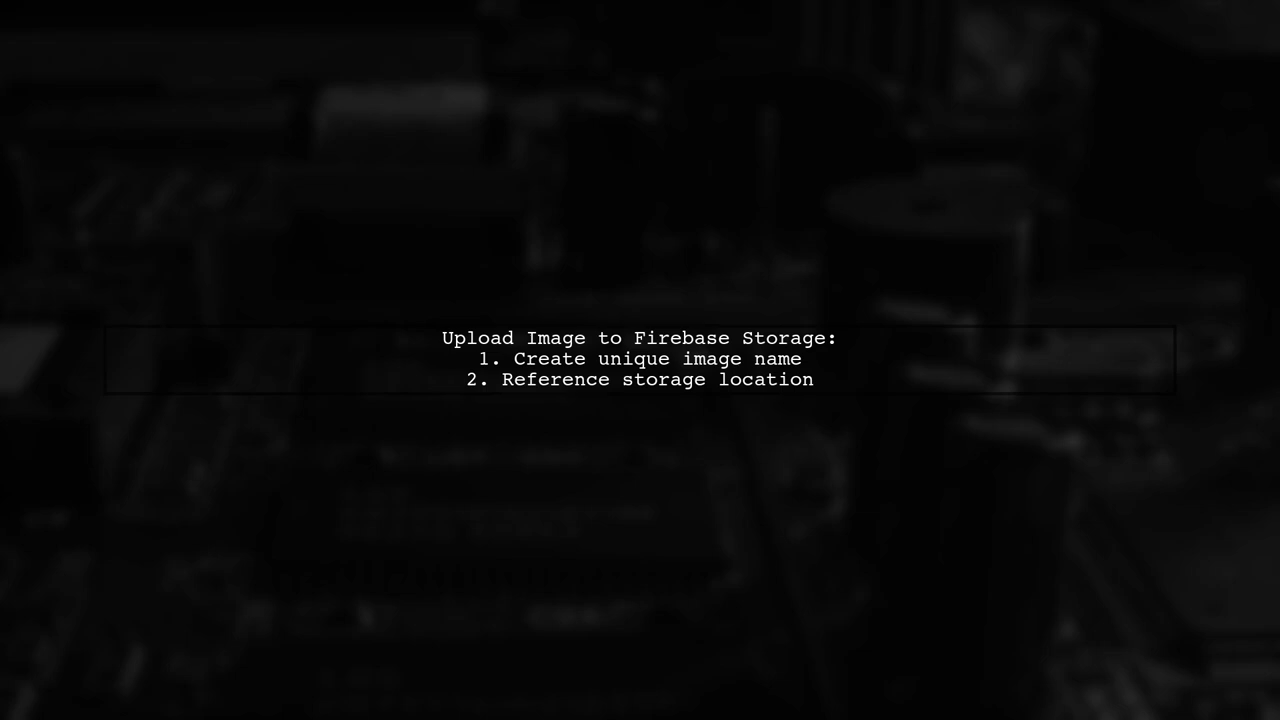 Upload Image to Firebase Storage:
1. Create unique image name
2. Reference storage location